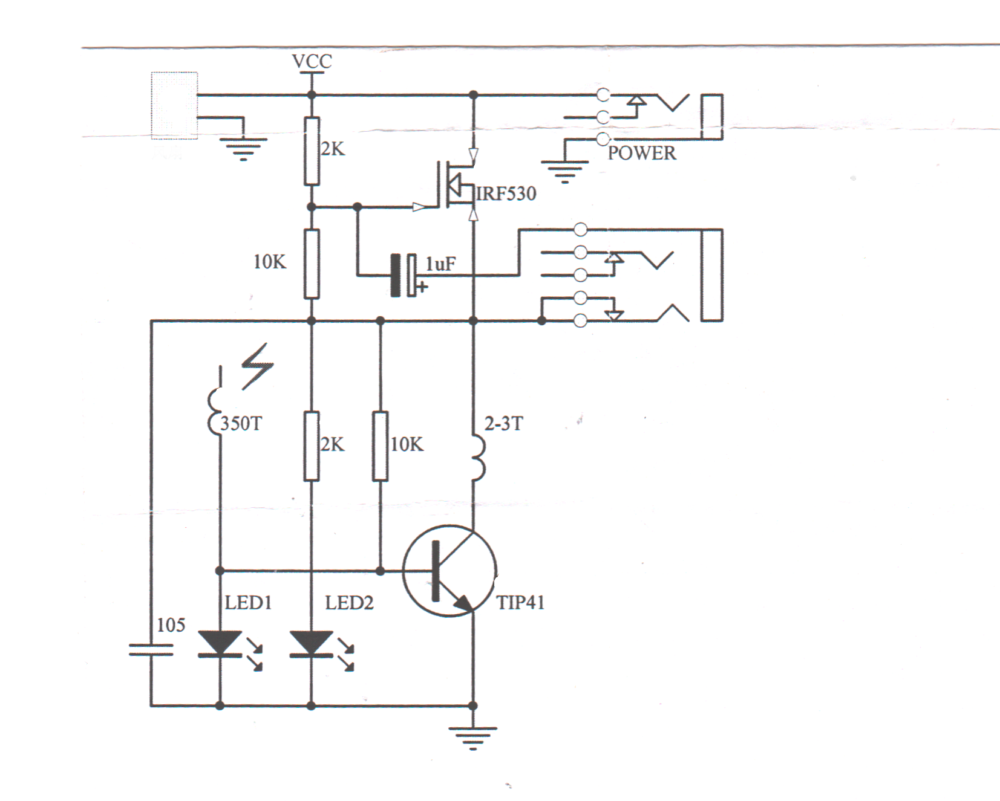 VCC
2K
POWER
IRF530
10K
1uF
+
350T
2-3T
2K
10K
LED1
LED2
TIP41
105